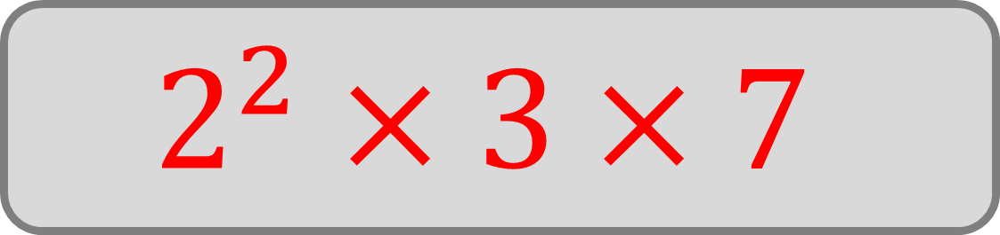 2² × 3 × 7